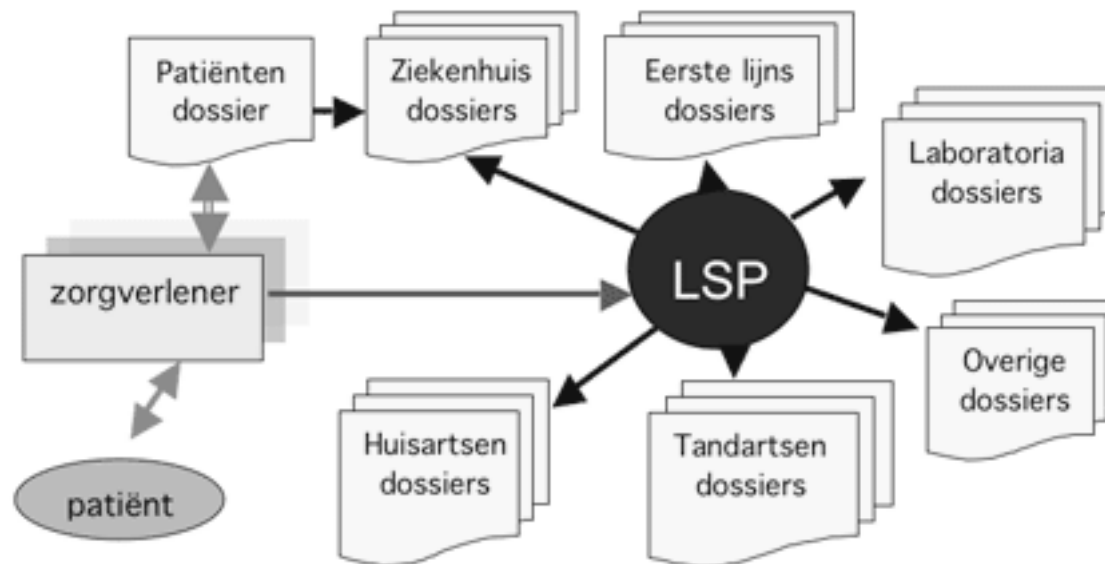 Patiënten
dossier
Ziekenhuis
dossiers
Eerste lijns
dossiers
Laboratoria
dossiers
zorgverlener
LSP
Overige
dossiers
Huisartsen
dossiers
Tandartsen
dossiers
patiënt